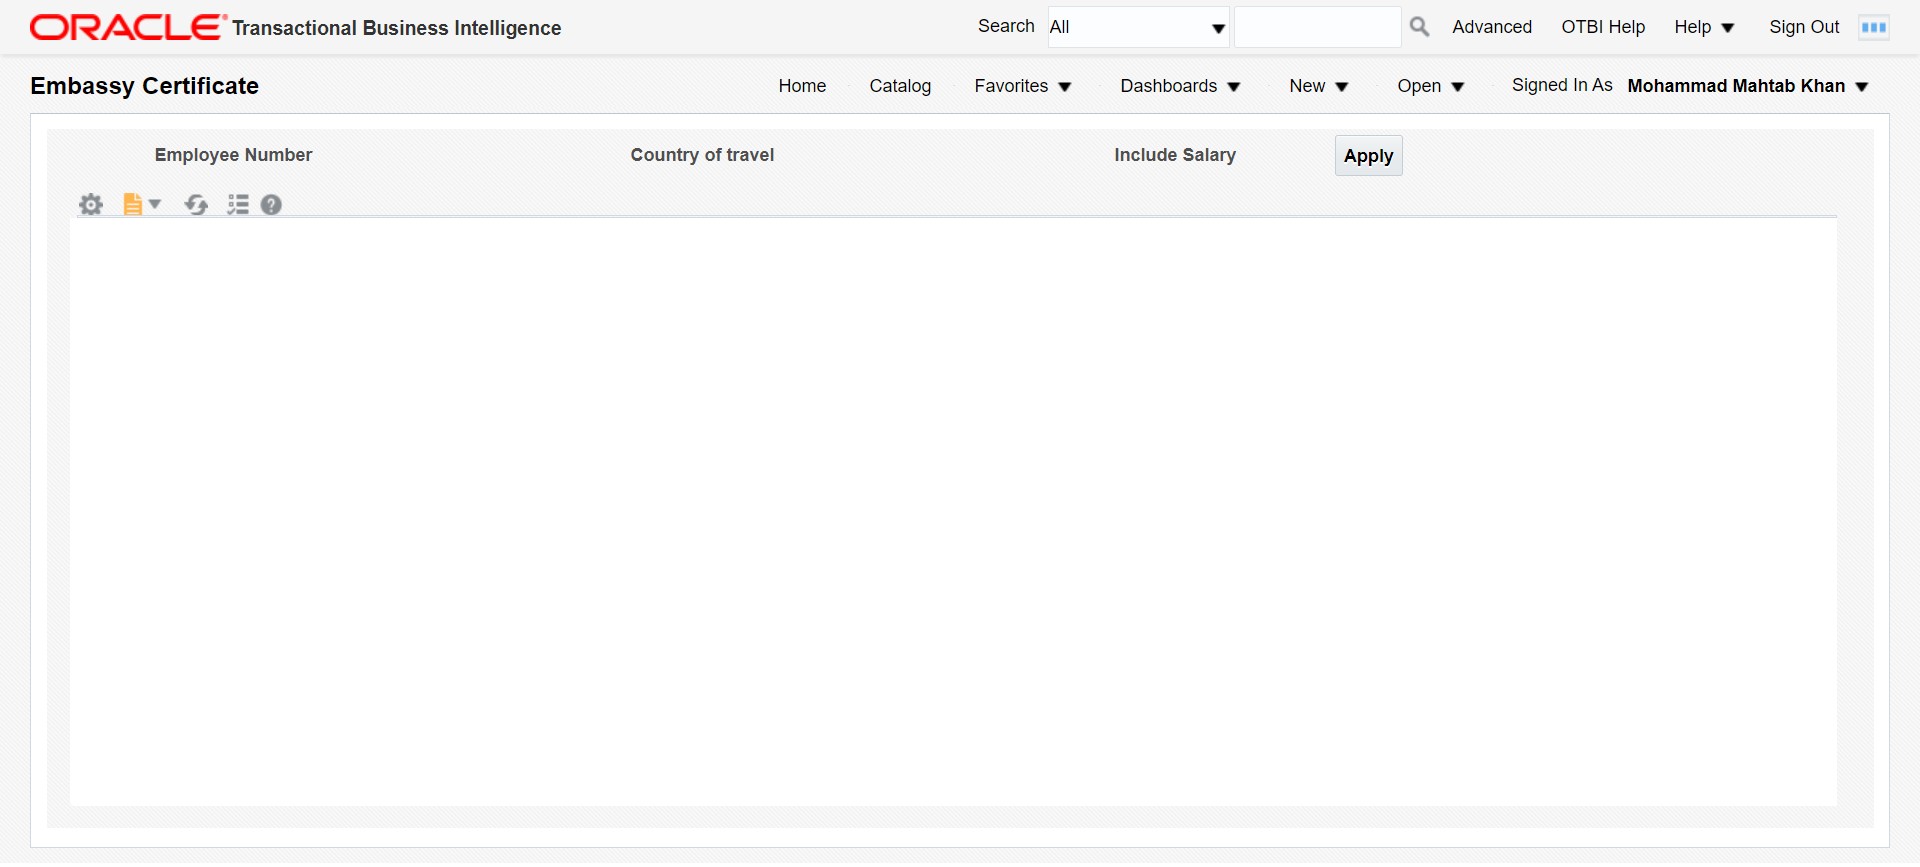 ORACLE Transactional Business Intelligence Search All Advanced OTBI Help Help Sign Out
Embassy Certificate Home Catalog Favorites Dashboards New Open Signed In As Mohammad Mahtab Khan
Employee Number Country of travel Include Salary Apply